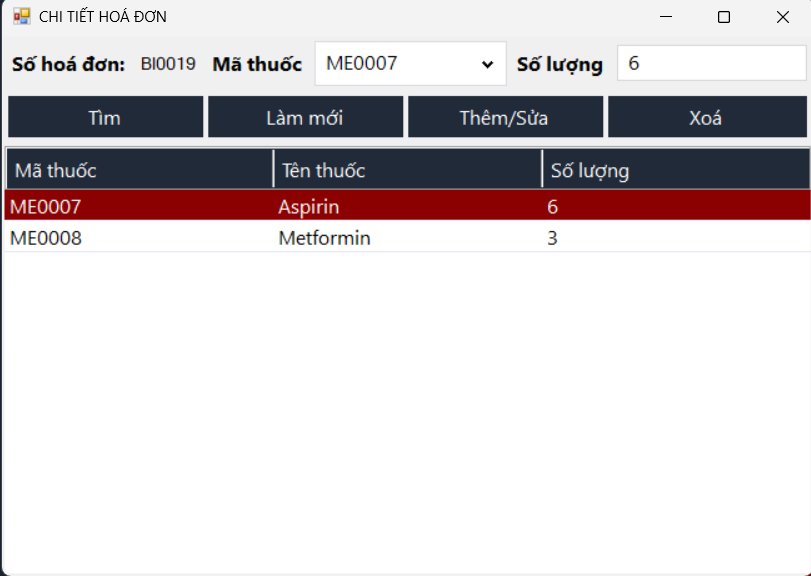 CHI TIẾT HOÁ ĐƠN
Số hoá đơn: BI0019 Mã thuốc ME0007 Số lượng 6
Tìm Làm mới Thêm/Sửa Xoá
Mã thuốc Tên thuốc Số lượng
ME0007 Aspirin 6
ME0008 Metformin 3